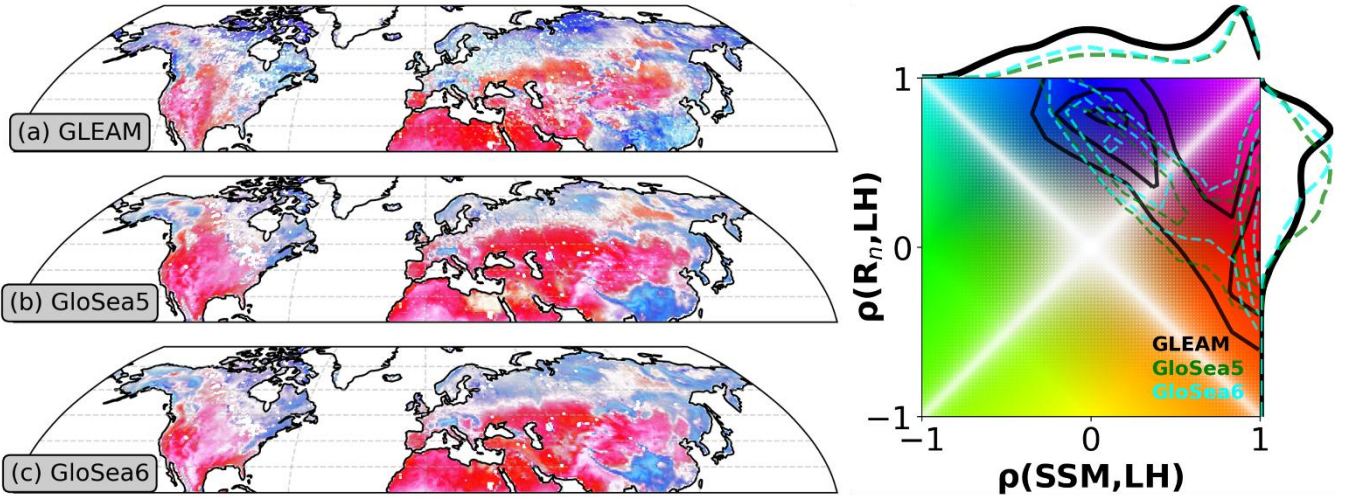 (a) GLEAM
(b) GloSea5
(c) GloSea6
1
0
−1
ρ(Rₙ,LH)
GLEAM
GloSea5
GloSea6
−1 0 1
ρ(SSM,LH)